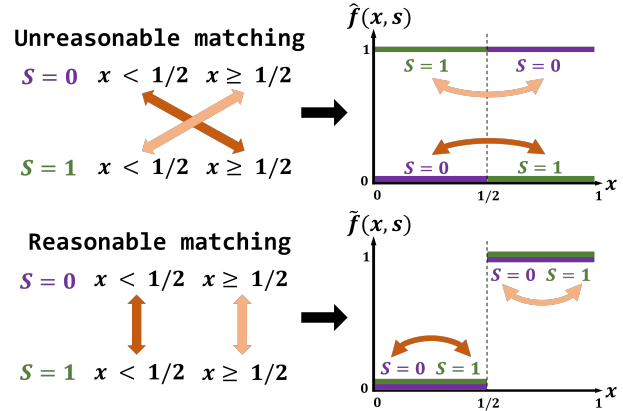 Unreasonable matching
S = 0 x < 1/2 x ≥ 1/2
S = 1 x < 1/2 x ≥ 1/2
f̂(x, s)
1
S = 1 S = 0
S = 0 S = 1
0
0 1/2 1 x
Reasonable matching
S = 0 x < 1/2 x ≥ 1/2
S = 1 x < 1/2 x ≥ 1/2
f̃(x, s)
1
S = 0 S = 1
S = 0 S = 1
0
0 1/2 1 x